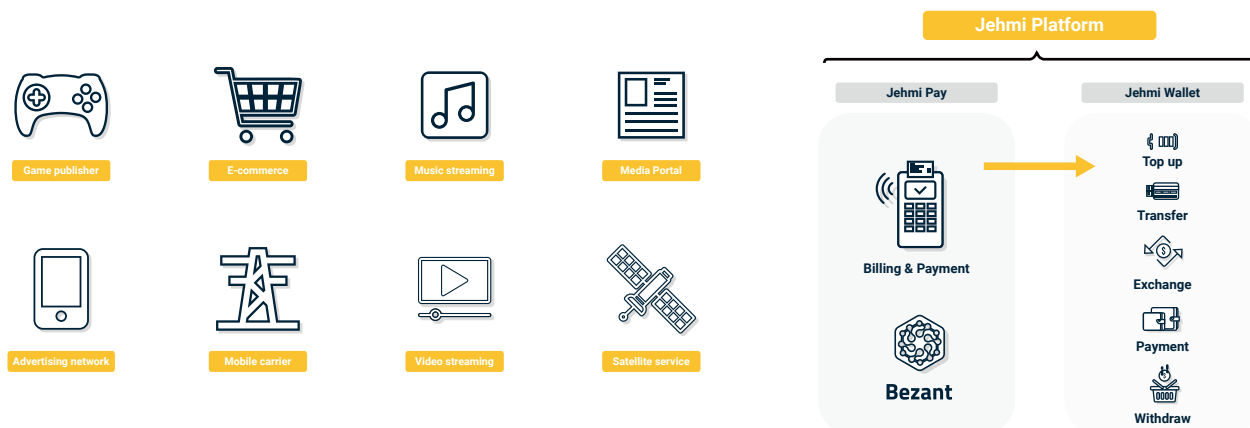 Jehmi Platform
Jehmi Pay
Jehmi Wallet
Game publisher
E-commerce
Music streaming
Media Portal
Advertising network
Mobile carrier
Video streaming
Satellite service
Billing & Payment
Bezant
Top up
Transfer
Exchange
Payment
Withdraw